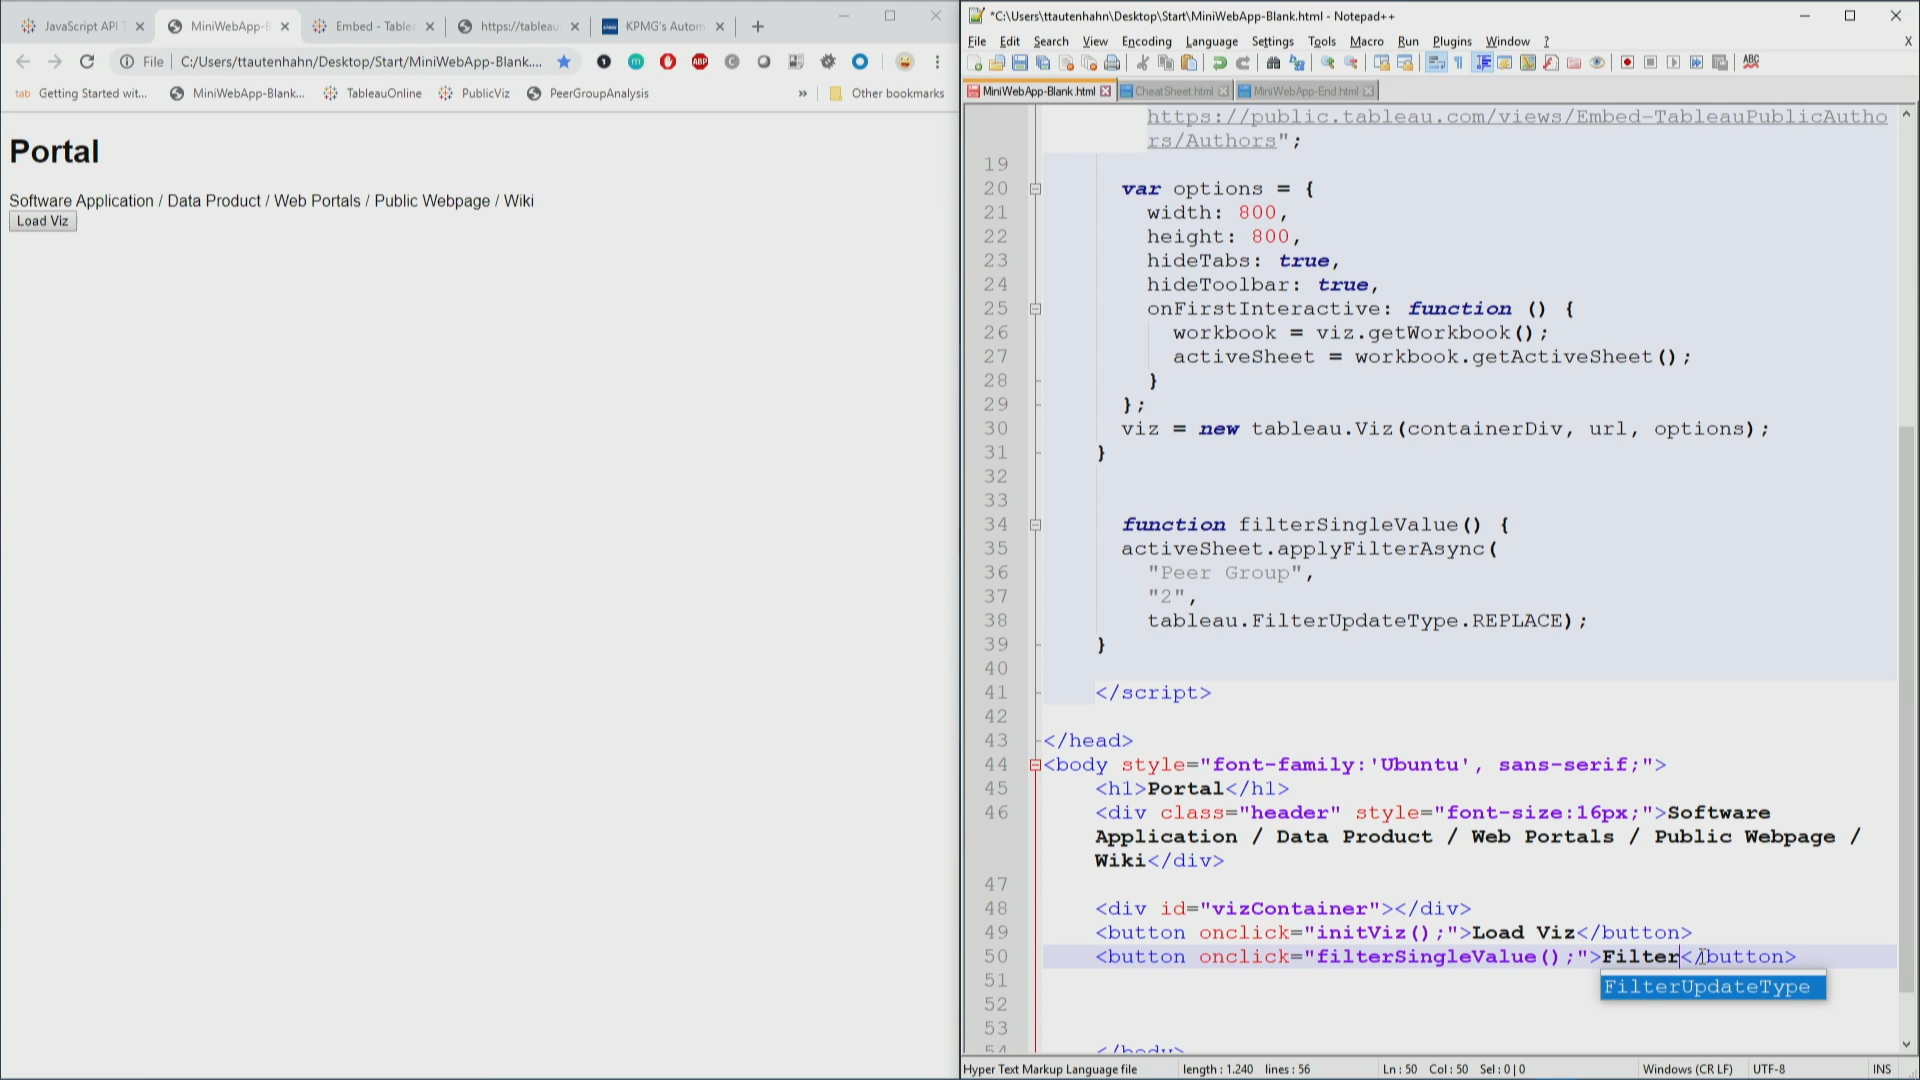 JavaScript API T
MiniWebApp-B
Embed - Table
https://tableau
KPMG's Autom
File
C:/Users/ttautenhahn/Desktop/Start/MiniWebApp-Blank....
ABP
tab Getting Started wit...
MiniWebApp-Blank...
TableauOnline
PublicViz
PeerGroupAnalysis
»
Other bookmarks
Portal
Software Application / Data Product / Web Portals / Public Webpage / Wiki
Load Viz
*C:\Users\ttautenhahn\Desktop\Start\MiniWebApp-Blank.html - Notepad++
File Edit Search View Encoding Language Settings Tools Macro Run Plugins Window ?
X
ABC
MiniWebApp-Blank.html
CheatSheet.html
MiniWebApp-End.html
https://public.tableau.com/views/Embed-TableauPublicAutho
rs/Authors";
19
20 var options = {
21 width: 800,
22 height: 800,
23 hideTabs: true,
24 hideToolbar: true,
25 onFirstInteractive: function () {
26 workbook = viz.getWorkbook();
27 activeSheet = workbook.getActiveSheet();
28 }
29 };
30 viz = new tableau.Viz(containerDiv, url, options);
31 }
32
33
34 function filterSingleValue() {
35 activeSheet.applyFilterAsync(
36 "Peer Group",
37 "2",
38 tableau.FilterUpdateType.REPLACE);
39 }
40
41 </script>
42
43 </head>
44 <body style="font-family:'Ubuntu', sans-serif;">
45 <h1>Portal</h1>
46 <div class="header" style="font-size:16px;">Software
Application / Data Product / Web Portals / Public Webpage /
Wiki</div>
47
48 <div id="vizContainer"></div>
49 <button onclick="initViz();">Load Viz</button>
50 <button onclick="filterSingleValue();">Filter</button>
FilterUpdateType
51
52
53
54 </body>
Hyper Text Markup Language file
length : 1.240 lines : 56
Ln : 50 Col : 50 Sel : 0 | 0
Windows (CR LF)
UTF-8
INS